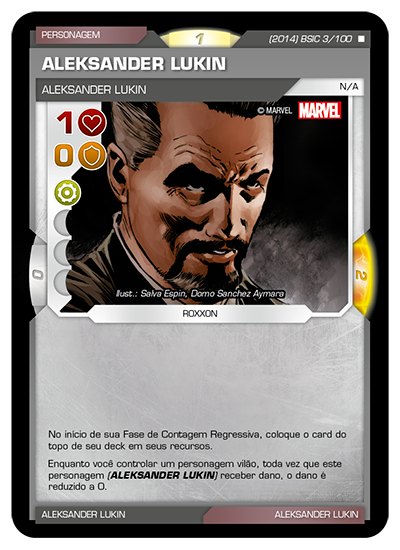 PERSONAGEM
1
(2014) BSIC 3/100
ALEKSANDER LUKIN
ALEKSANDER LUKIN
N/A
© MARVEL MARVEL
1
0
0
2
Illust.: Salva Espin, Domo Sanchez Aymara
ROXXON
No início de sua Fase de Contagem Regressiva, coloque o card do
topo de seu deck em seus recursos.
Enquanto você controlar um personagem vilão, toda vez que este
personagem (ALEKSANDER LUKIN) receber dano, o dano é
reduzido a 0.
ALEKSANDER LUKIN
ALEKSANDER LUKIN